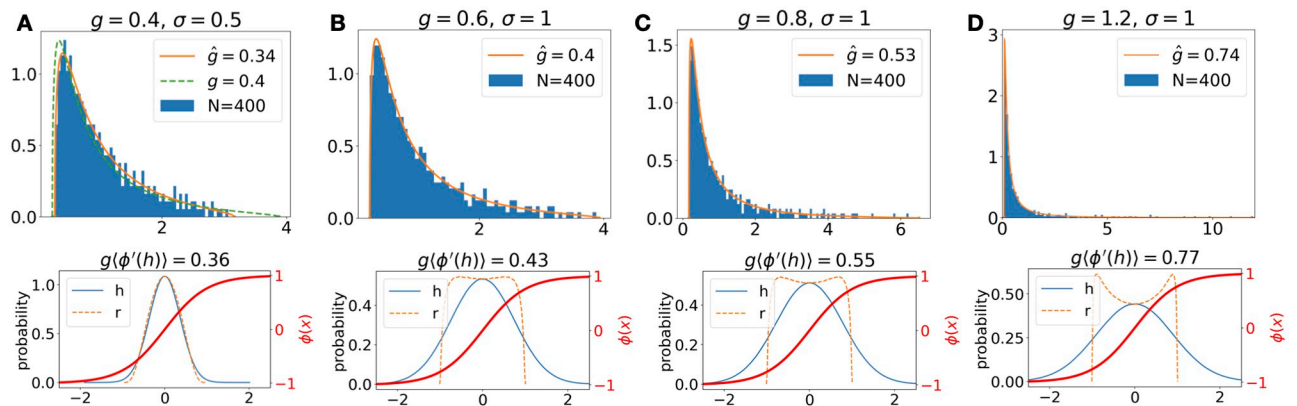 A
g = 0.4, σ = 0.5
ĝ = 0.34
g = 0.4
N=400
1.0
0.5
0.0
2
4
B
g = 0.6, σ = 1
ĝ = 0.4
N=400
1.0
0.5
0.0
2
4
C
g = 0.8, σ = 1
ĝ = 0.53
N=400
1.5
1.0
0.5
0.0
0
2
4
6
D
g = 1.2, σ = 1
ĝ = 0.74
N=400
3
2
1
0
0
5
10
g⟨ϕ′(h)⟩ = 0.36
h
r
probability
1.0
0.5
0.0
−2
0
2
1
0
−1
ϕ(x)
g⟨ϕ′(h)⟩ = 0.43
h
r
probability
0.4
0.2
0.0
−2
0
2
1
0
−1
ϕ(x)
g⟨ϕ′(h)⟩ = 0.55
h
r
probability
0.4
0.2
0.0
−2
0
2
1
0
−1
ϕ(x)
g⟨ϕ′(h)⟩ = 0.77
h
r
probability
0.50
0.25
0.00
−2
0
2
1
0
−1
ϕ(x)